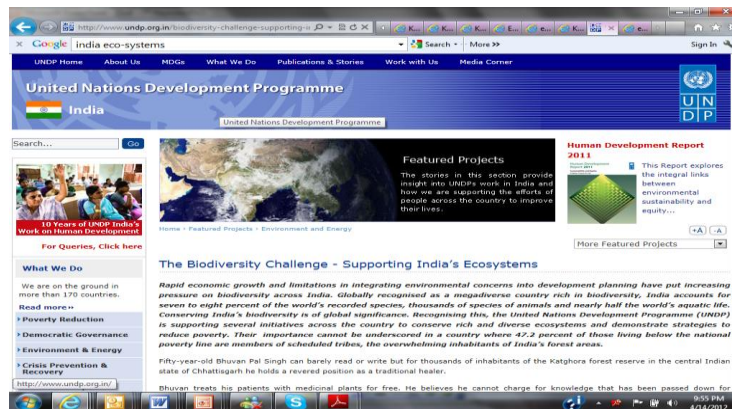 http://www.undp.org.in/biodiversity-challenge-supporting-i
K...
K...
K...
E...
e...
K...
e...
Google india eco-systems
Search
More >>
Sign In
UNDP Home About Us MDGs What We Do Publications & Stories Work with Us Media Corner
United Nations Development Programme
India
United Nations Development Programme
U N
D P
Search...
Go
10 Years of UNDP India's
Work on Human Development
For Queries, Click here
What We Do
We are on the ground in
more than 170 countries.
Read more»
Poverty Reduction
Democratic Governance
Environment & Energy
Crisis Prevention &
Recovery
http://www.undp.org.in/
Featured Projects
The stories in this section provide
insight into UNDPs work in India and
how we are supporting the efforts of
people across the country to improve
their lives.
Home › Featured Projects › Environment and Energy
Human Development Report
2011
This Report explores
the integral links
between
environmental
sustainability and
equity...
+A -A
More Featured Projects
The Biodiversity Challenge - Supporting India's Ecosystems
Rapid economic growth and limitations in integrating environmental concerns into development planning have put increasing
pressure on biodiversity across India. Globally recognised as a megadiverse country rich in biodiversity, India accounts for
seven to eight percent of the world's recorded species, thousands of species of animals and nearly half the world's aquatic life.
Conserving India's biodiversity is of global significance. Recognising this, the United Nations Development Programme (UNDP)
is supporting several initiatives across the country to conserve rich and diverse ecosystems and demonstrate strategies to
reduce poverty. Their importance cannot be underscored in a country where 47.2 percent of those living below the national
poverty line are members of scheduled tribes, the overwhelming inhabitants of India's forest areas.
Fifty-year-old Bhuvan Pal Singh can barely read or write but for thousands of inhabitants of the Katghora forest reserve in the central Indian
state of Chhattisgarh he holds a revered position as a traditional healer.
Bhuvan treats his patients with medicinal plants for free. He believes he cannot charge for knowledge that has been passed down for
9:55 PM
4/14/2012